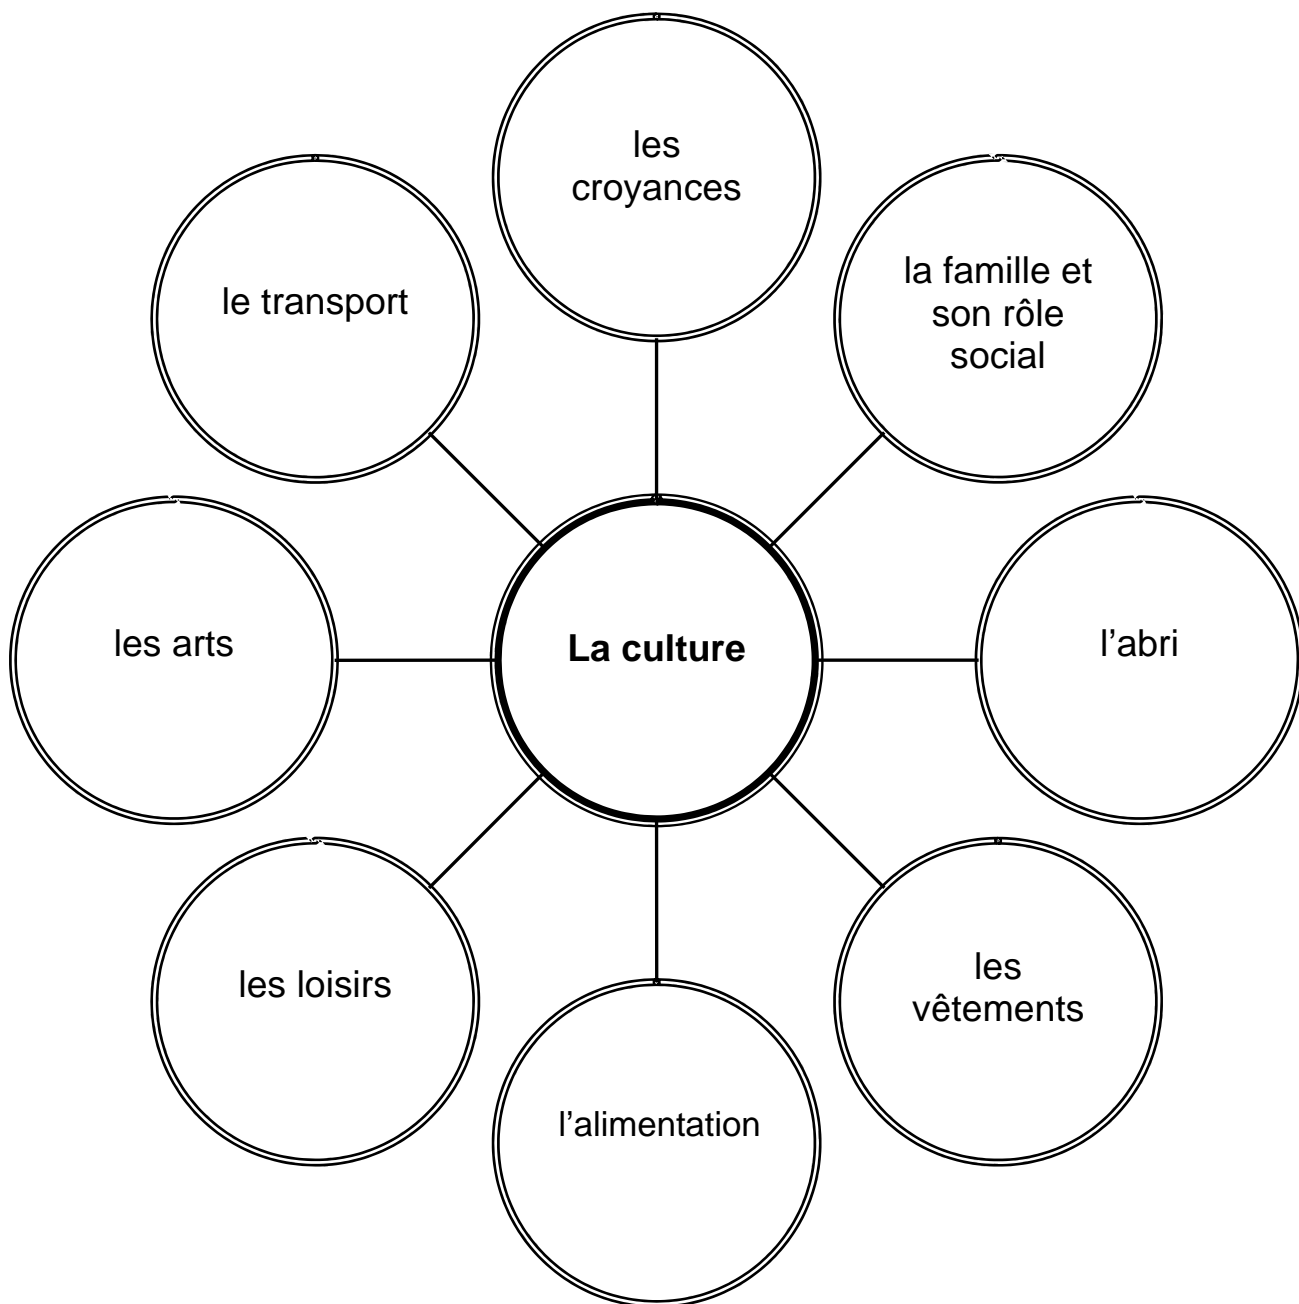 les
croyances
la famille et
son rôle
social
le transport
les arts
La culture
l’abri
les loisirs
les
vêtements
l’alimentation